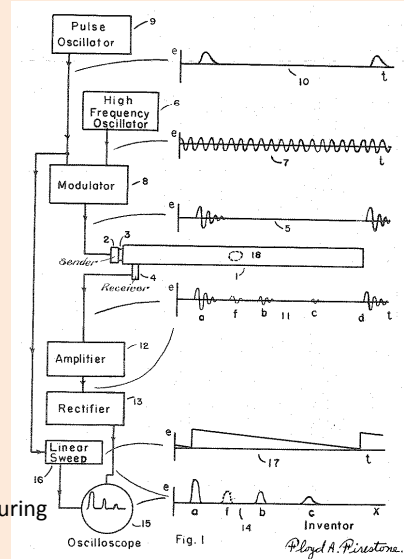 Pulse
Oscillator
9
e
10
t
High
Frequency
Oscillator
6
e
7
t
Modulator
8
e
5
t
2
3
Sender
18
1
4
Receiver
e
a
f
b
11
c
d
t
Amplifier
12
Rectifier
13
Linear
Sweep
16
e
17
t
uring
15
Oscilloscope
e
a
f
b
c
x
14
Fig. 1
Inventor
Floyd A. Firestone.